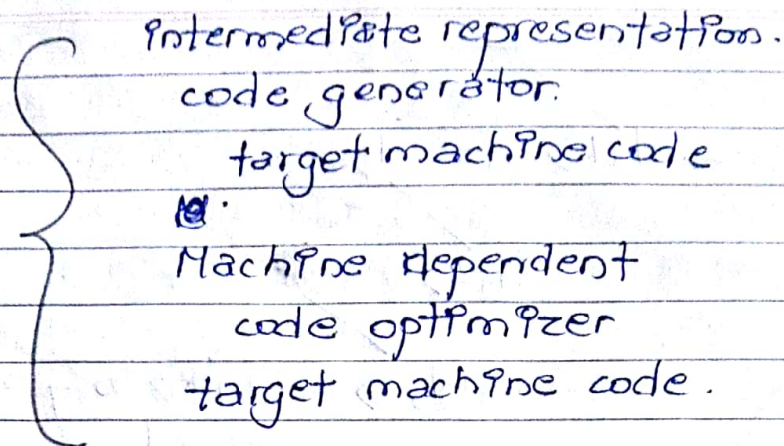 intermediate representation.
code generator.
target machine code
Machine dependent
code optimizer
target machine code.